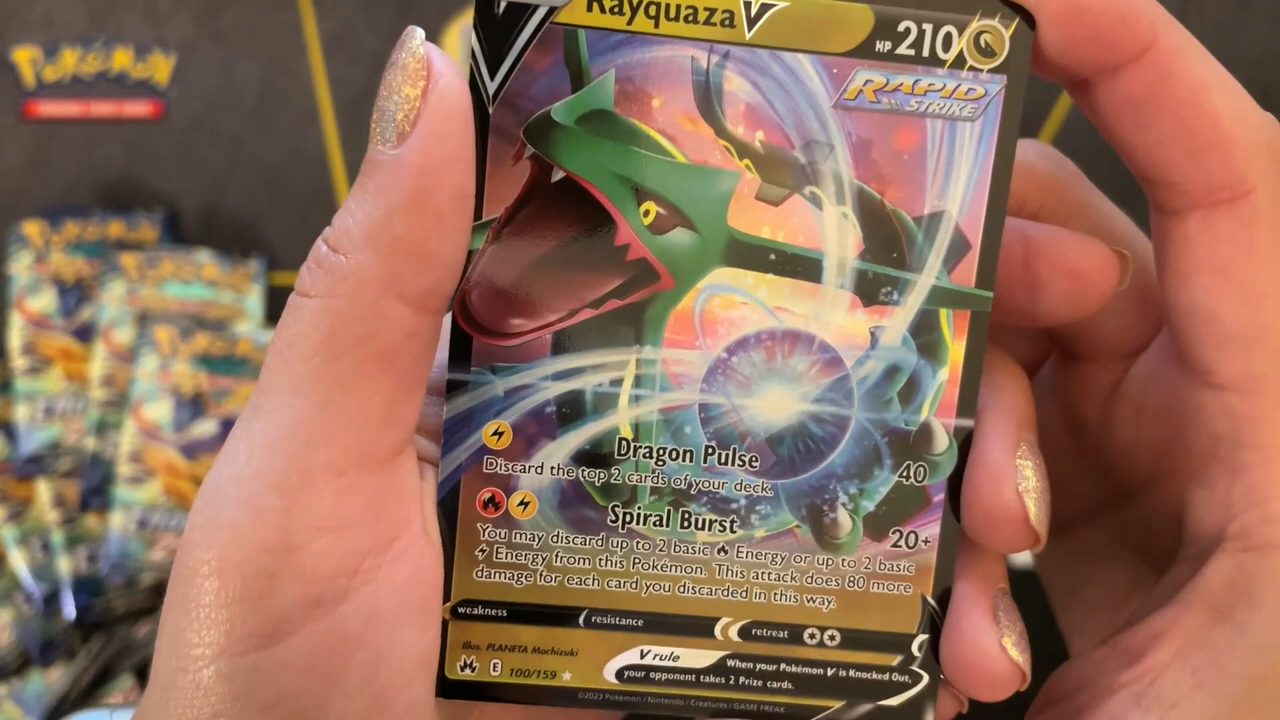 POKéMON
Rayquaza V
HP 210
RAPID
STRIKE
Pokémon
Pokémon
Pokémon
Dragon Pulse 40
Discard the top 2 cards of your deck.
Spiral Burst 20+
You may discard up to 2 basic Energy or up to 2 basic
Energy from this Pokémon. This attack does 80 more
damage for each card you discarded in this way.
weakness resistance retreat
Illus. PLANETA Mochizuki
E 100/159
V rule When your Pokémon V is Knocked Out,
your opponent takes 2 Prize cards.
©2023 Pokémon / Nintendo / Creatures / GAME FREAK